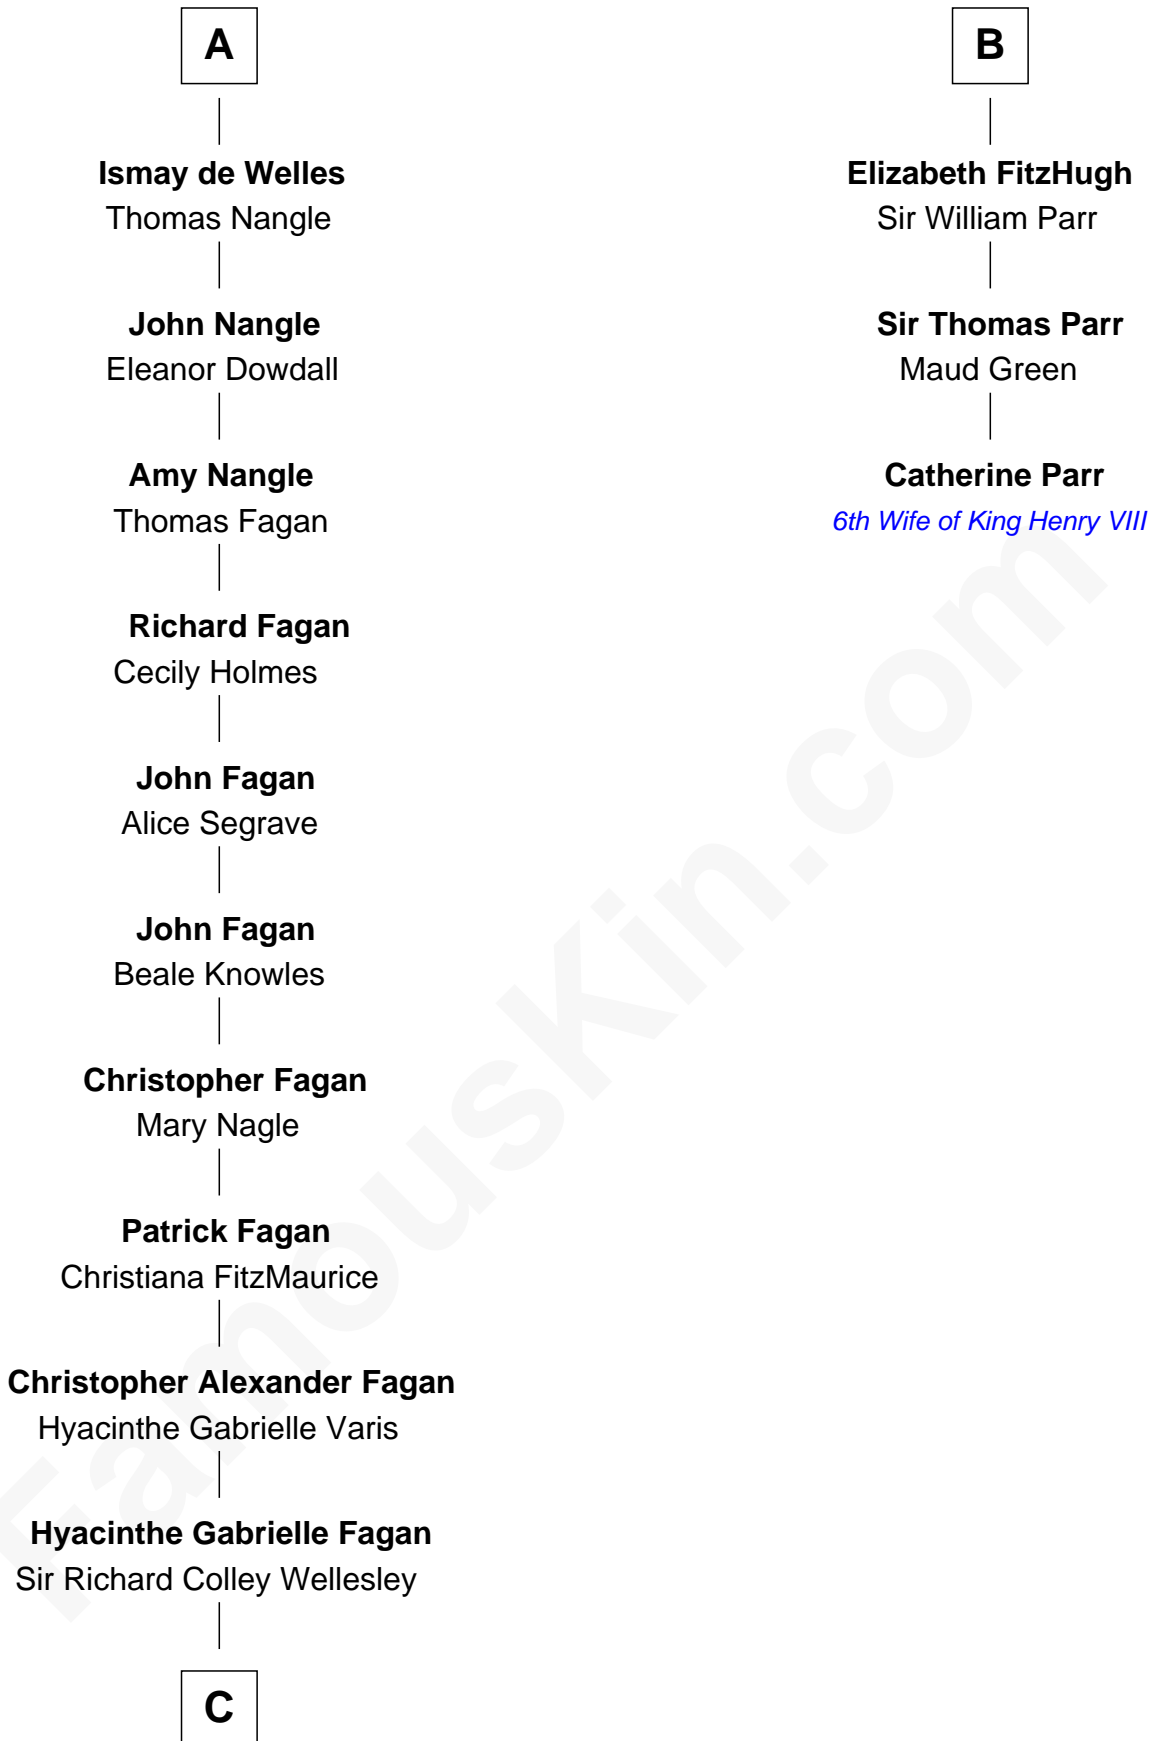 A
Ismay de Welles
Thomas Nangle
John Nangle
Eleanor Dowdall
Amy Nangle
Thomas Fagan
Richard Fagan
Cecily Holmes
John Fagan
Alice Segrave
John Fagan
Beale Knowles
Christopher Fagan
Mary Nagle
Patrick Fagan
Christiana FitzMaurice
Christopher Alexander Fagan
Hyacinthe Gabrielle Varis
Hyacinthe Gabrielle Fagan
Sir Richard Colley Wellesley
C
B
Elizabeth FitzHugh
Sir William Parr
Sir Thomas Parr
Maud Green
Catherine Parr
6th Wife of King Henry VIII
FamousKin.com